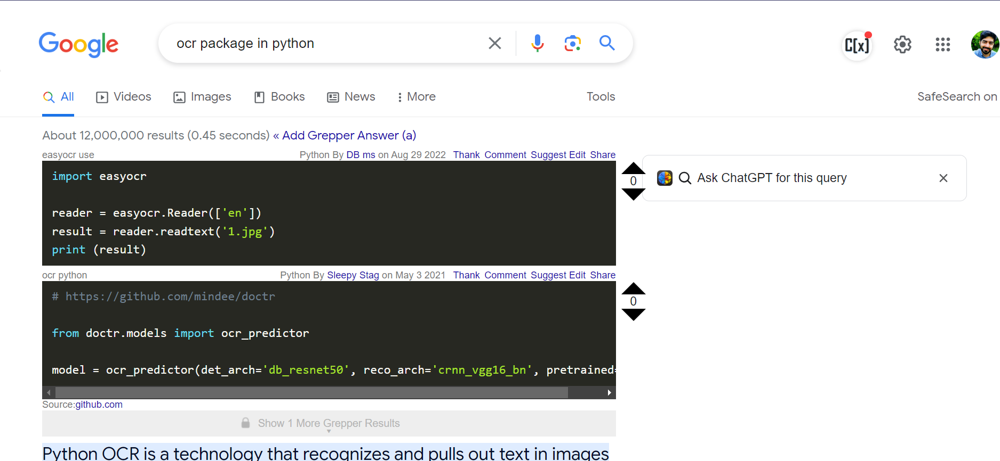 Google
ocr package in python
C[x]
All Videos Images Books News More Tools SafeSearch on
About 12,000,000 results (0.45 seconds) « Add Grepper Answer (a)
easyocr use Python By DB ms on Aug 29 2022 Thank Comment Suggest Edit Share
import easyocr
reader = easyocr.Reader(['en'])
result = reader.readtext('1.jpg')
print (result)
0
Ask ChatGPT for this query
ocr python Python By Sleepy Stag on May 3 2021 Thank Comment Suggest Edit Share
# https://github.com/mindee/doctr
from doctr.models import ocr_predictor
model = ocr_predictor(det_arch='db_resnet50', reco_arch='crnn_vgg16_bn', pretrained=
0
Source:github.com
Show 1 More Grepper Results
Python OCR is a technology that recognizes and pulls out text in images